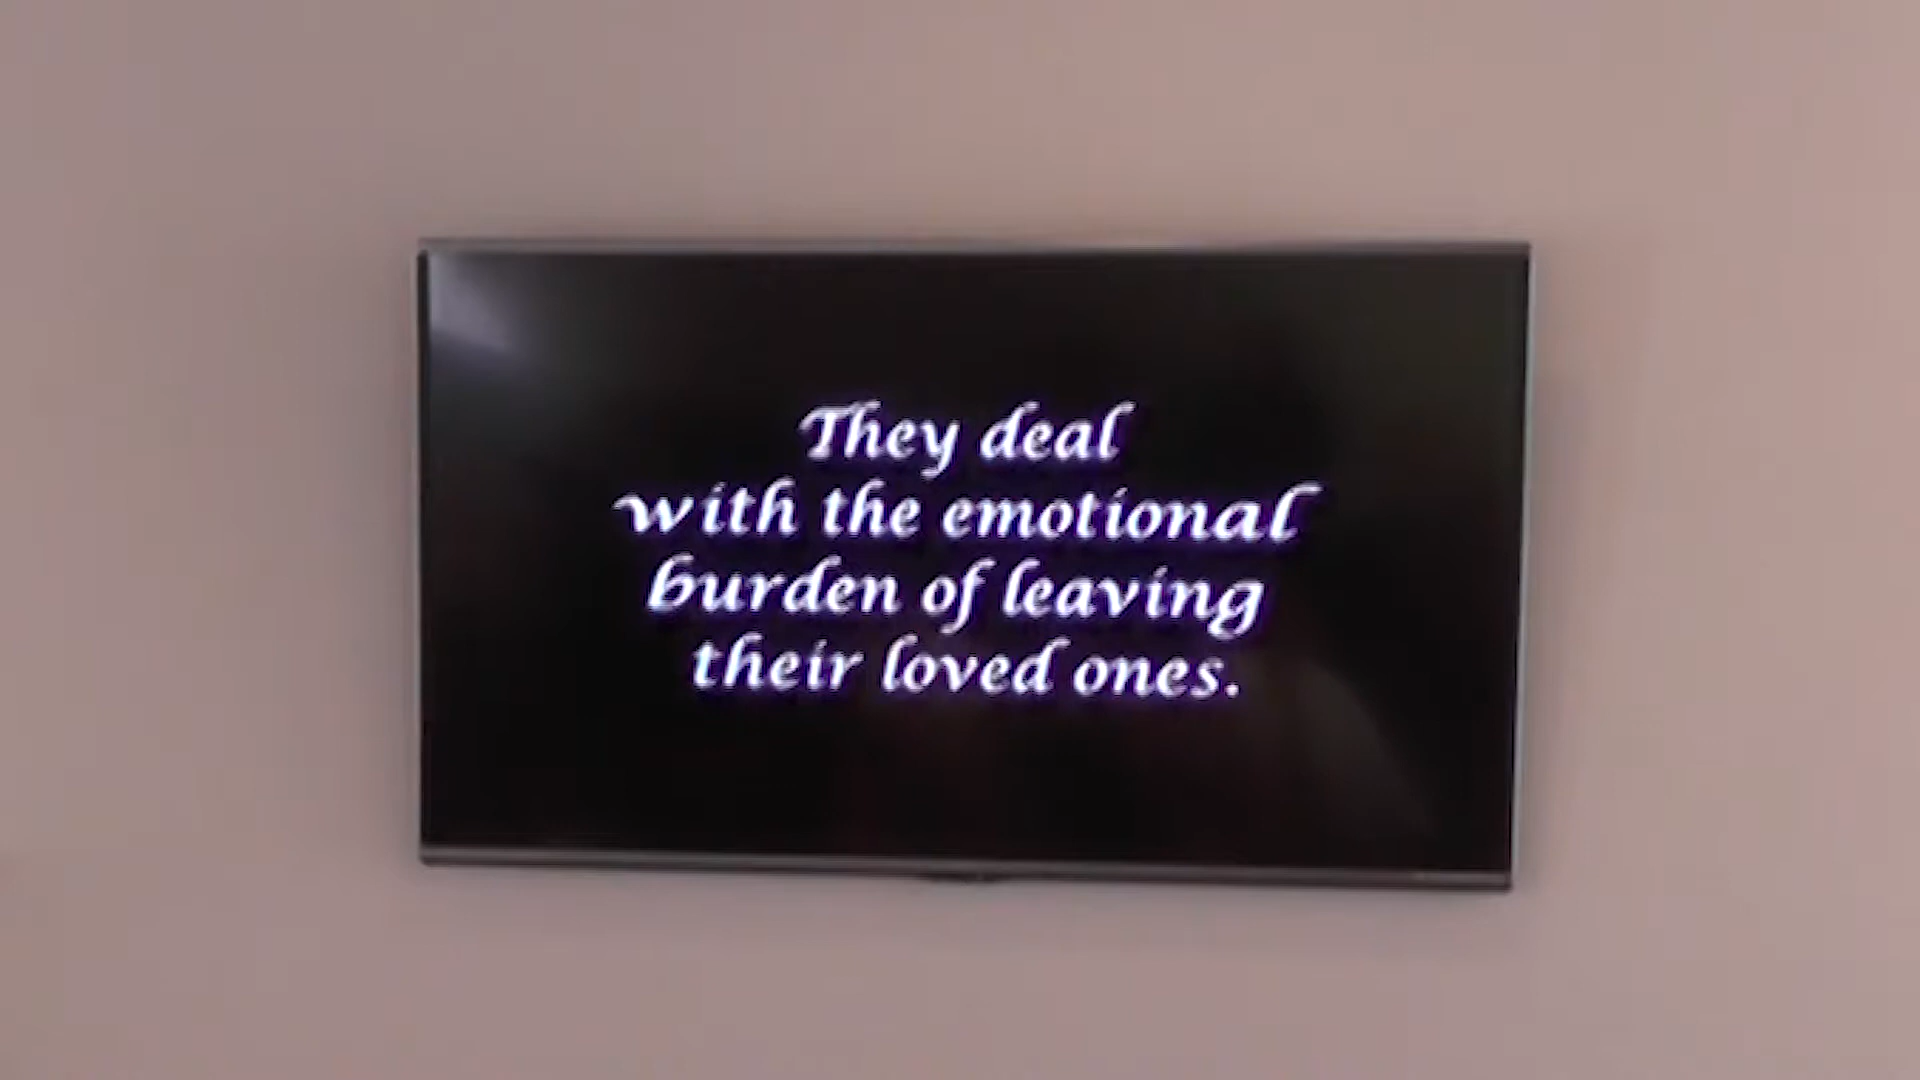 They deal
with the emotional
burden of leaving
their loved ones.